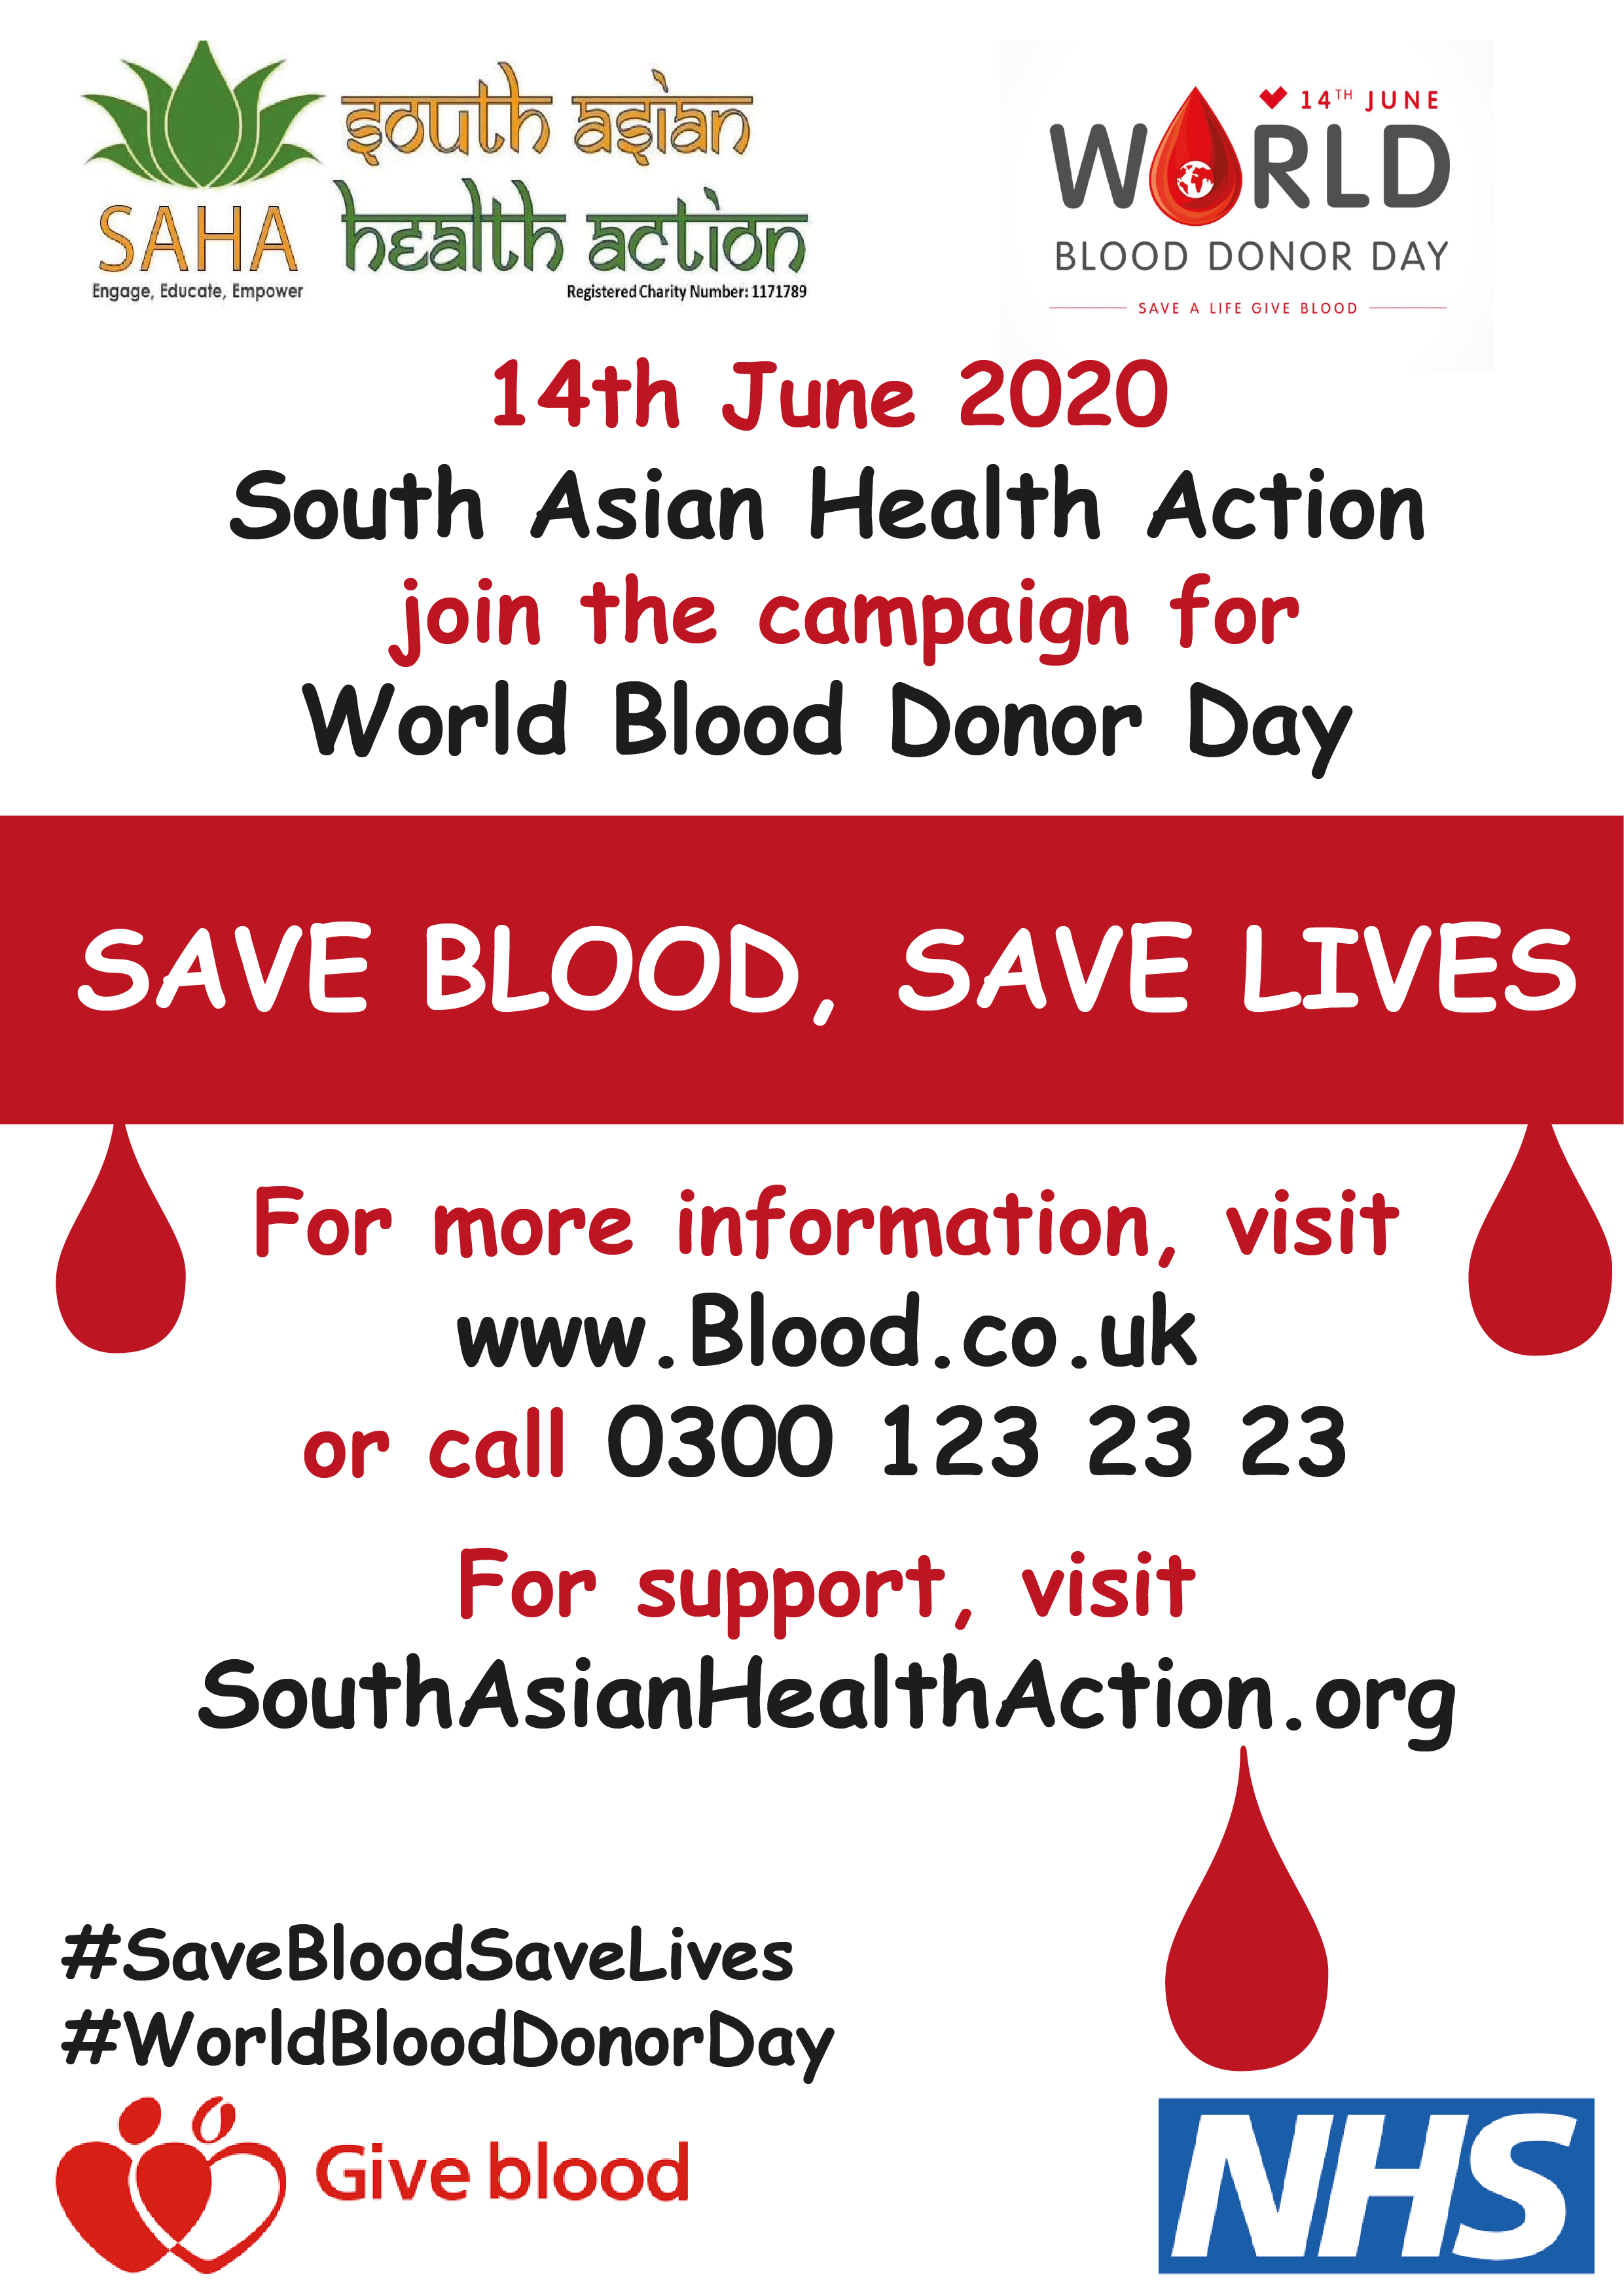 south asian
health action
SAHA
Engage, Educate, Empower
Registered Charity Number: 1171789
14TH JUNE
WORLD
BLOOD DONOR DAY
SAVE A LIFE GIVE BLOOD
14th June 2020
South Asian Health Action
join the campaign for
World Blood Donor Day
SAVE BLOOD, SAVE LIVES
For more information, visit
www.Blood.co.uk
or call 0300 123 23 23
For support, visit
SouthAsianHealthAction.org
#SaveBloodSaveLives
#WorldBloodDonorDay
Give blood
NHS